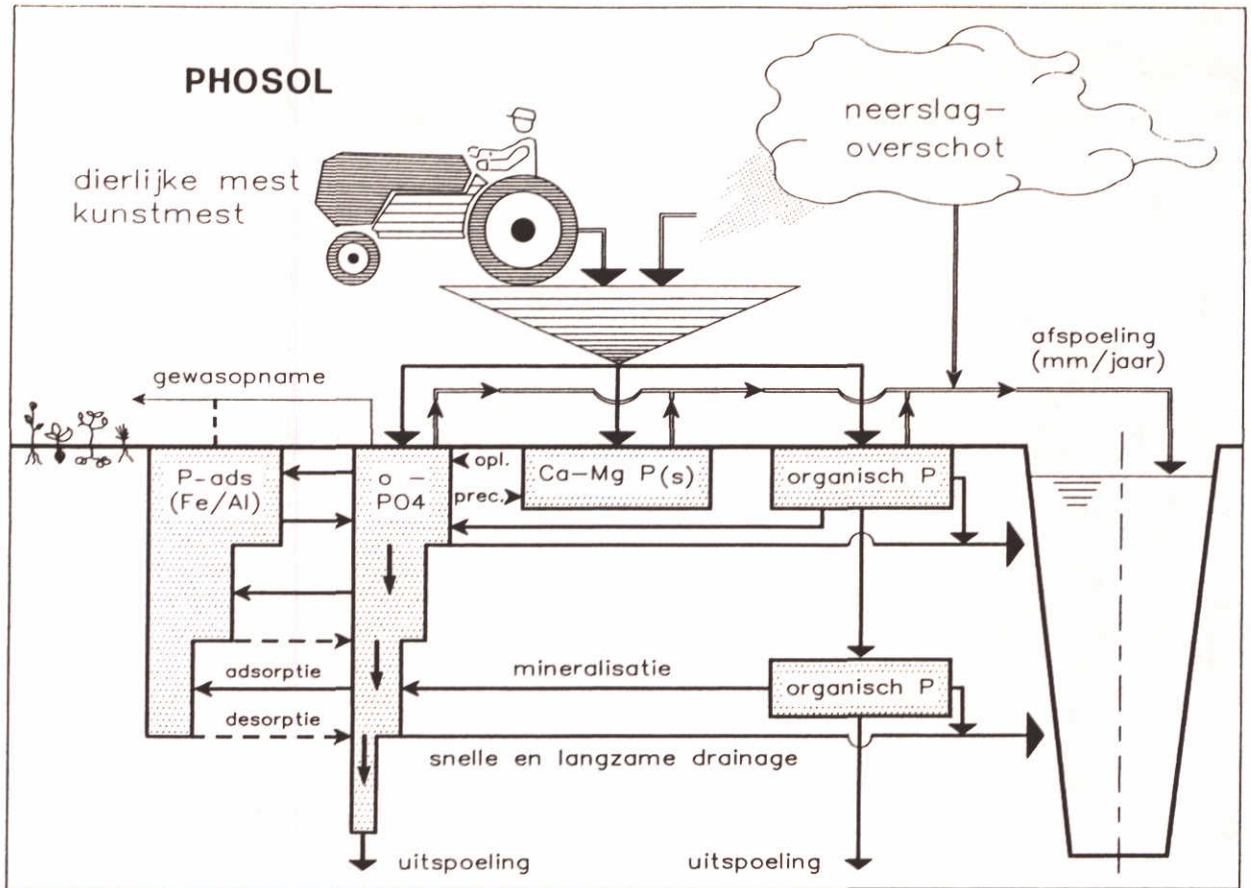 PHOSOL
neerslag-
overschot
dierlijke mest
kunstmest
afspoeling
(mm/jaar)
gewasopname
P-ads
(Fe/Al)
o -
PO4
opl.
prec.
Ca-Mg P(s)
organisch P
adsorptie
mineralisatie
organisch P
desorptie
snelle en langzame drainage
uitspoeling
uitspoeling